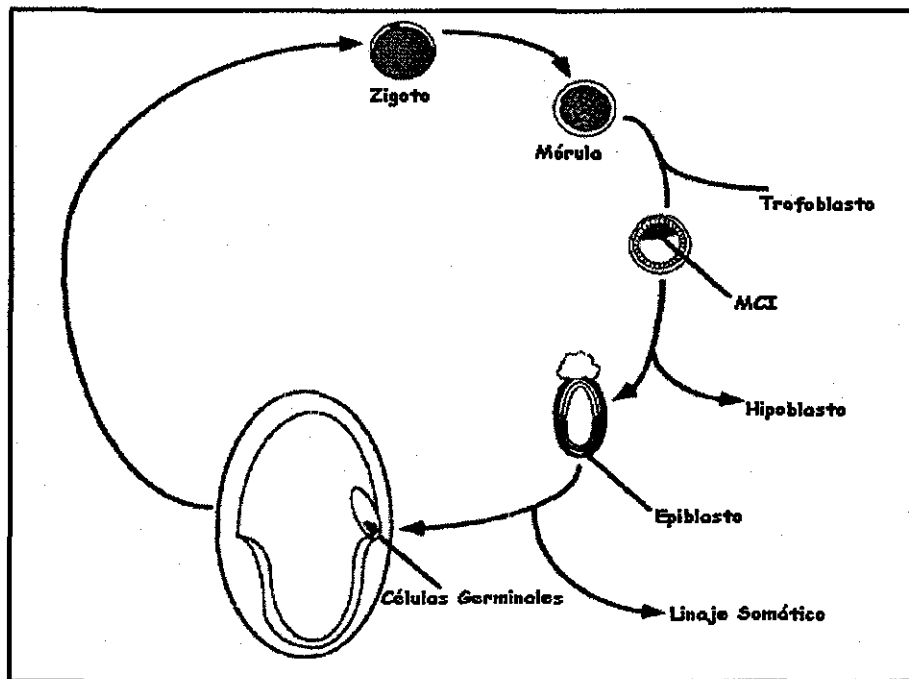 Zigoto
Mórula
Trofoblasto
MCI
Hipoblasto
Epiblasto
Células Germinales
Linaje Somático